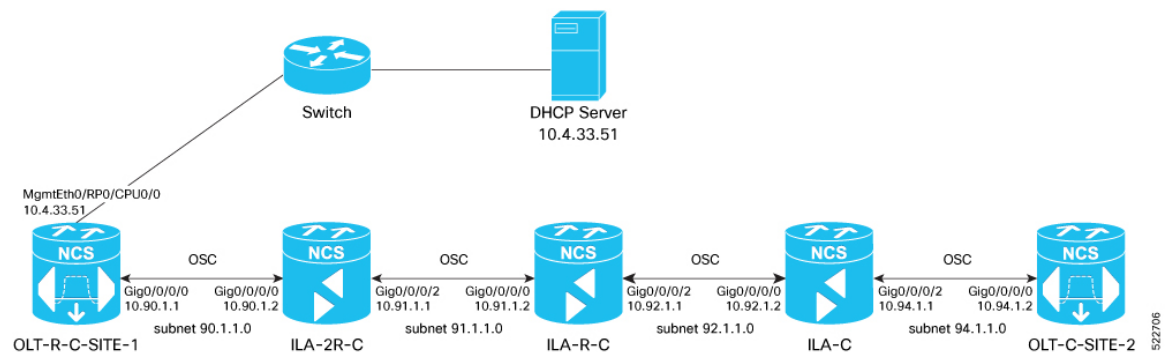 Switch
DHCP Server
10.4.33.51
MgmtEth0/RP0/CPU0/0
10.4.33.51
NCS
NCS
NCS
NCS
NCS
OSC
OSC
OSC
OSC
Gig0/0/0/0
10.90.1.1
Gig0/0/0/0
10.90.1.2
Gig0/0/0/2
10.91.1.1
Gig0/0/0/0
10.91.1.2
Gig0/0/0/2
10.92.1.1
Gig0/0/0/0
10.92.1.2
Gig0/0/0/2
10.94.1.1
Gig0/0/0/0
10.94.1.2
subnet 90.1.1.0
subnet 91.1.1.0
subnet 92.1.1.0
subnet 94.1.1.0
OLT-R-C-SITE-1
ILA-2R-C
ILA-R-C
ILA-C
OLT-C-SITE-2
522706